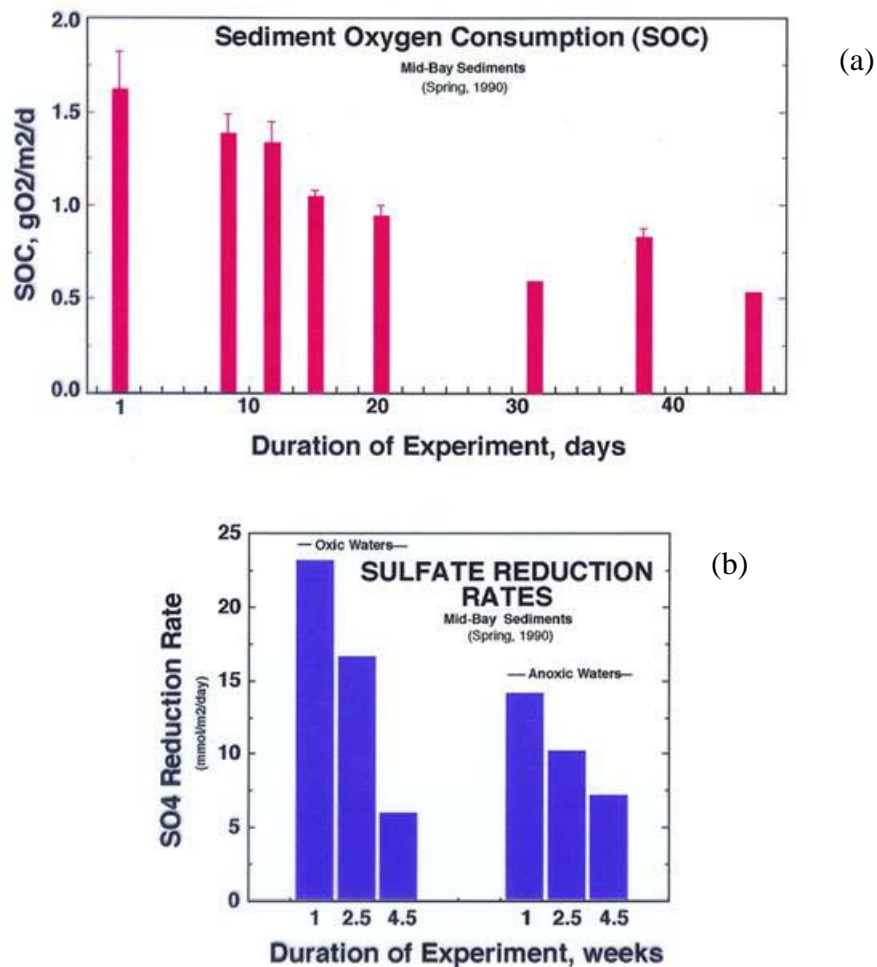 Sediment Oxygen Consumption (SOC)
Mid-Bay Sediments
(Spring, 1990)
(a)
SOC, gO2/m2/d
2.0
1.5
1.0
0.5
0.0
1 10 20 30 40
Duration of Experiment, days
(b)
SULFATE REDUCTION
RATES
Mid-Bay Sediments
(Spring, 1990)
Oxic Waters
Anoxic Waters
SO4 Reduction Rate
(mmol/m2/day)
25
20
15
10
5
0
1 2.5 4.5 1 2.5 4.5
Duration of Experiment, weeks